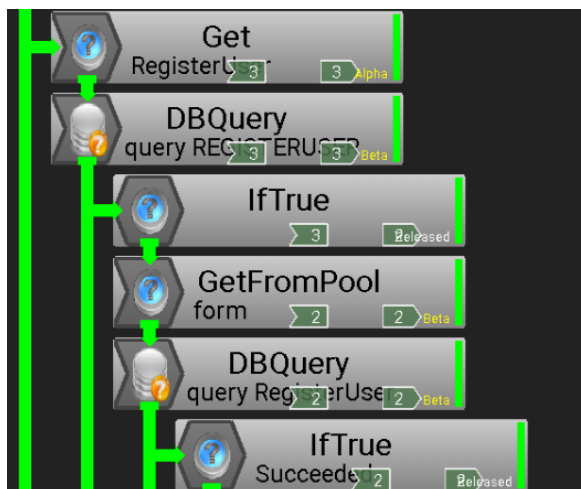 Get
RegisterUser
3
3
Alpha
DBQuery
query REGISTERUSER
3
3
Beta
IfTrue
3
2
Released
GetFromPool
form
2
2
Beta
DBQuery
query RegisterUser
2
2
Beta
IfTrue
Succeeded
2
2
Released